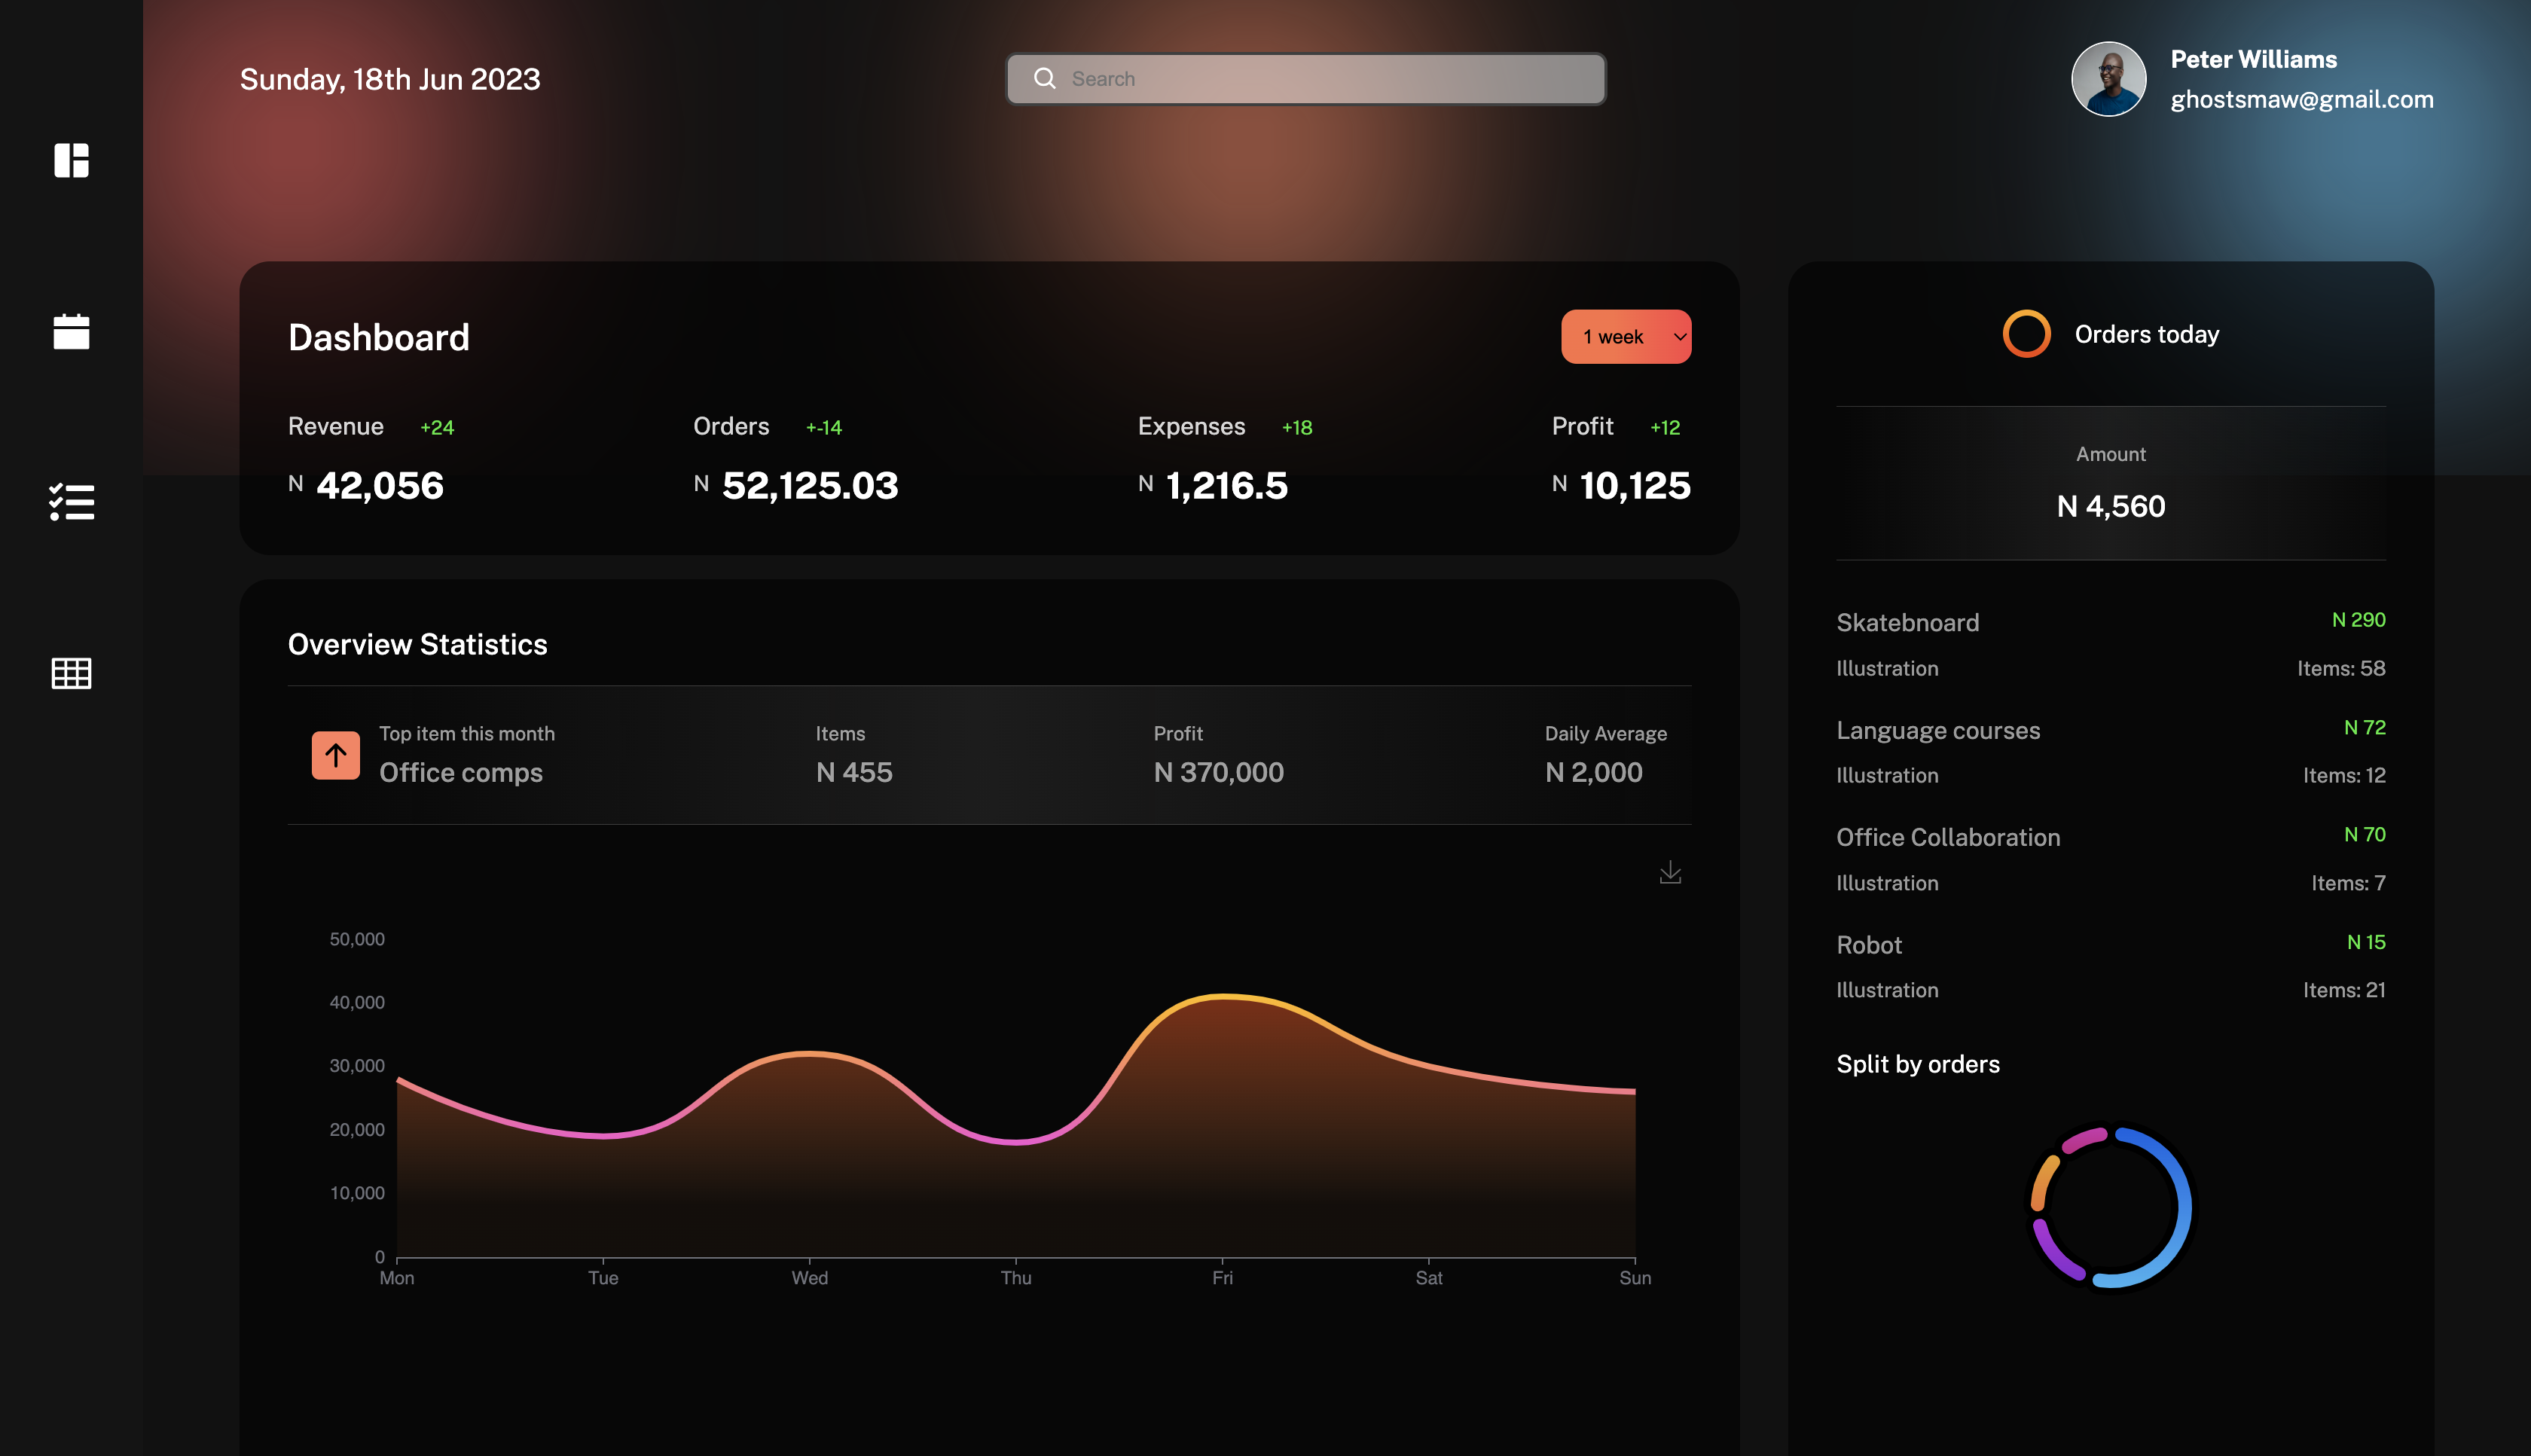 Sunday, 18th Jun 2023
Search
Peter Williams
ghostsmaw@gmail.com
Dashboard
1 week
Revenue +24
N 42,056
Orders +-14
N 52,125.03
Expenses +18
N 1,216.5
Profit +12
N 10,125
Overview Statistics
Top item this month
Office comps
Items
N 455
Profit
N 370,000
Daily Average
N 2,000
50,000
40,000
30,000
20,000
10,000
0
Mon Tue Wed Thu Fri Sat Sun
Orders today
Amount
N 4,560
Skatebnoard N 290
Illustration Items: 58
Language courses N 72
Illustration Items: 12
Office Collaboration N 70
Illustration Items: 7
Robot N 15
Illustration Items: 21
Split by orders